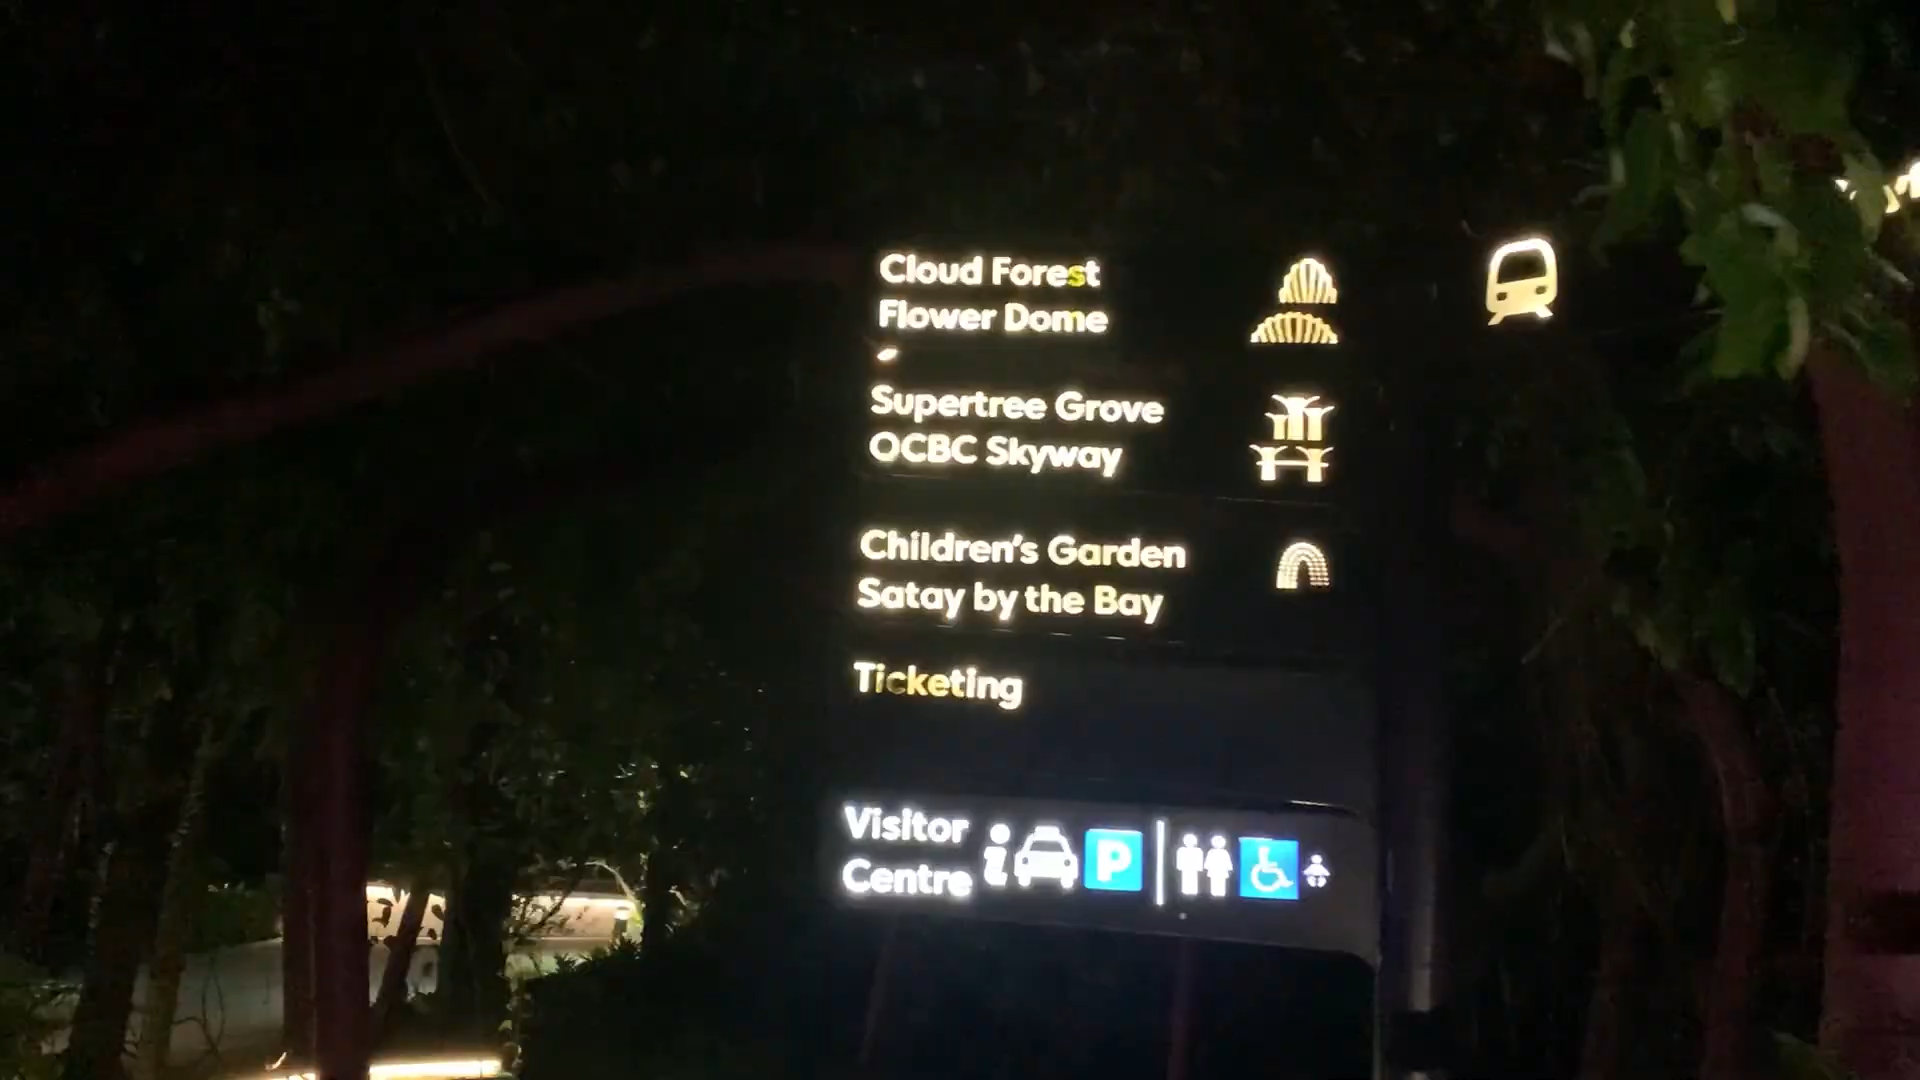 Cloud Forest
Flower Dome
Supertree Grove
OCBC Skyway
Children's Garden
Satay by the Bay
Ticketing
Visitor
Centre
P